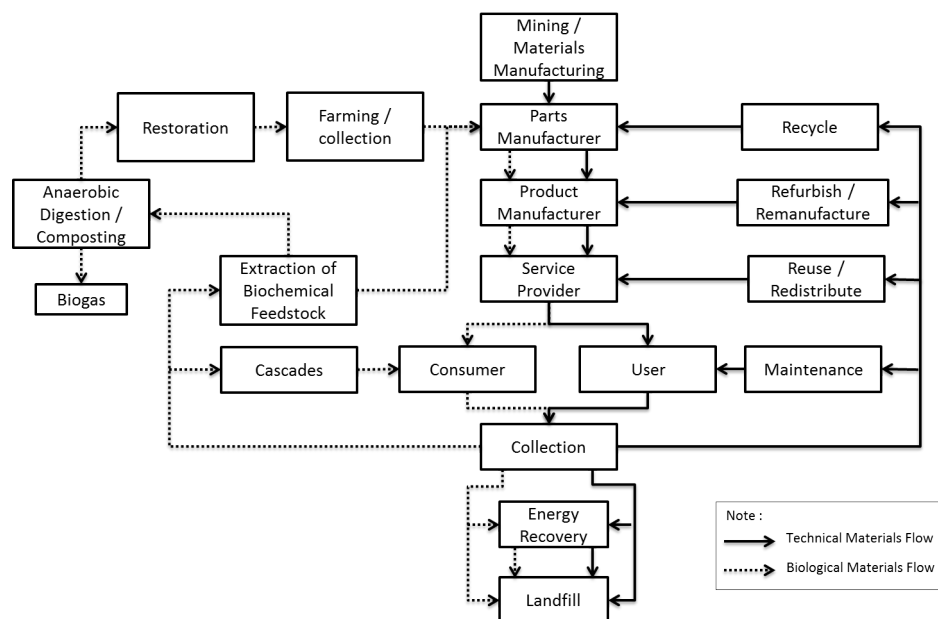 Mining /
Materials
Manufacturing
Restoration
Farming /
collection
Parts
Manufacturer
Recycle
Anaerobic
Digestion /
Composting
Product
Manufacturer
Refurbish /
Remanufacture
Biogas
Extraction of
Biochemical
Feedstock
Service
Provider
Reuse /
Redistribute
Cascades
Consumer
User
Maintenance
Collection
Energy
Recovery
Landfill
Note :
Technical Materials Flow
Biological Materials Flow